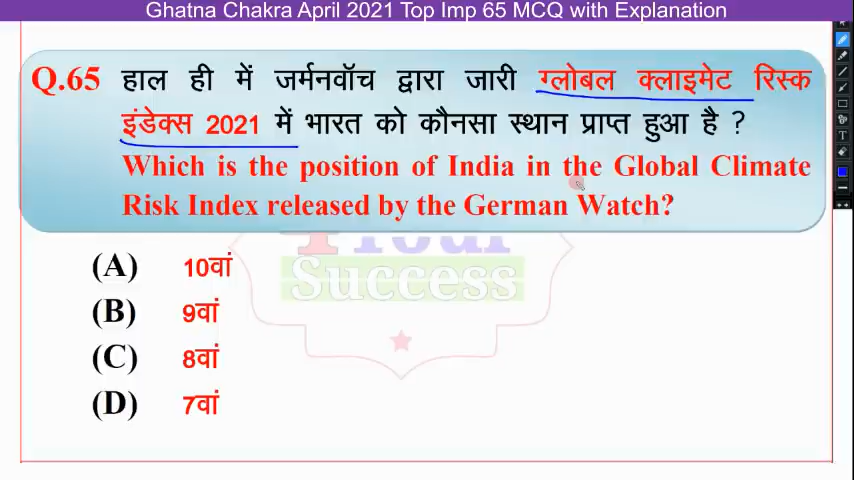 Ghatna Chakra April 2021 Top Imp 65 MCQ with Explanation
Q.65 हाल ही में जर्मनवॉच द्वारा जारी ग्लोबल क्लाइमेट रिस्क
इंडेक्स 2021 में भारत को कौनसा स्थान प्राप्त हुआ है ?
Which is the position of India in the Global Climate
Risk Index released by the German Watch?
Your
Success
(A) 10वां
(B) 9वां
(C) 8वां
(D) 7वां